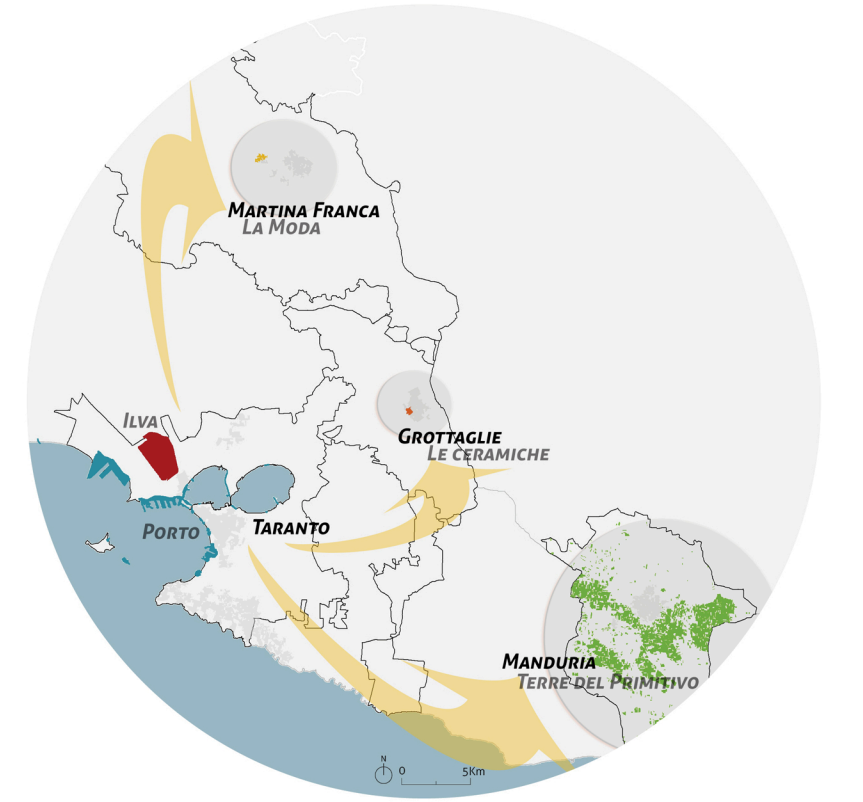 Martina Franca
La Moda
Ilva
Grottaglie
Le ceramiche
Porto
Taranto
Manduria
Terre del Primitivo
N
0 5Km